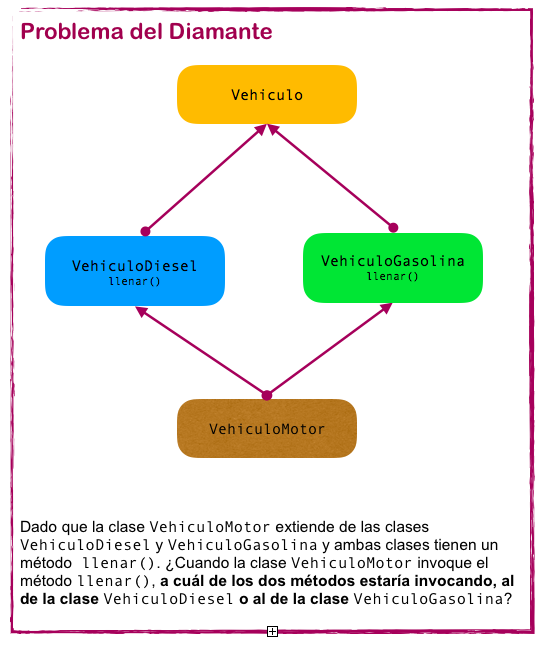 Problema del Diamante
Vehiculo
VehiculoDiesel
llenar()
VehiculoGasolina
llenar()
VehiculoMotor
Dado que la clase VehiculoMotor extiende de las clases
VehiculoDiesel y VehiculoGasolina y ambas clases tienen un
método llenar(). ¿Cuando la clase VehiculoMotor invoque el
método llenar(), a cuál de los dos métodos estaría invocando, al
de la clase VehiculoDiesel o al de la clase VehiculoGasolina?